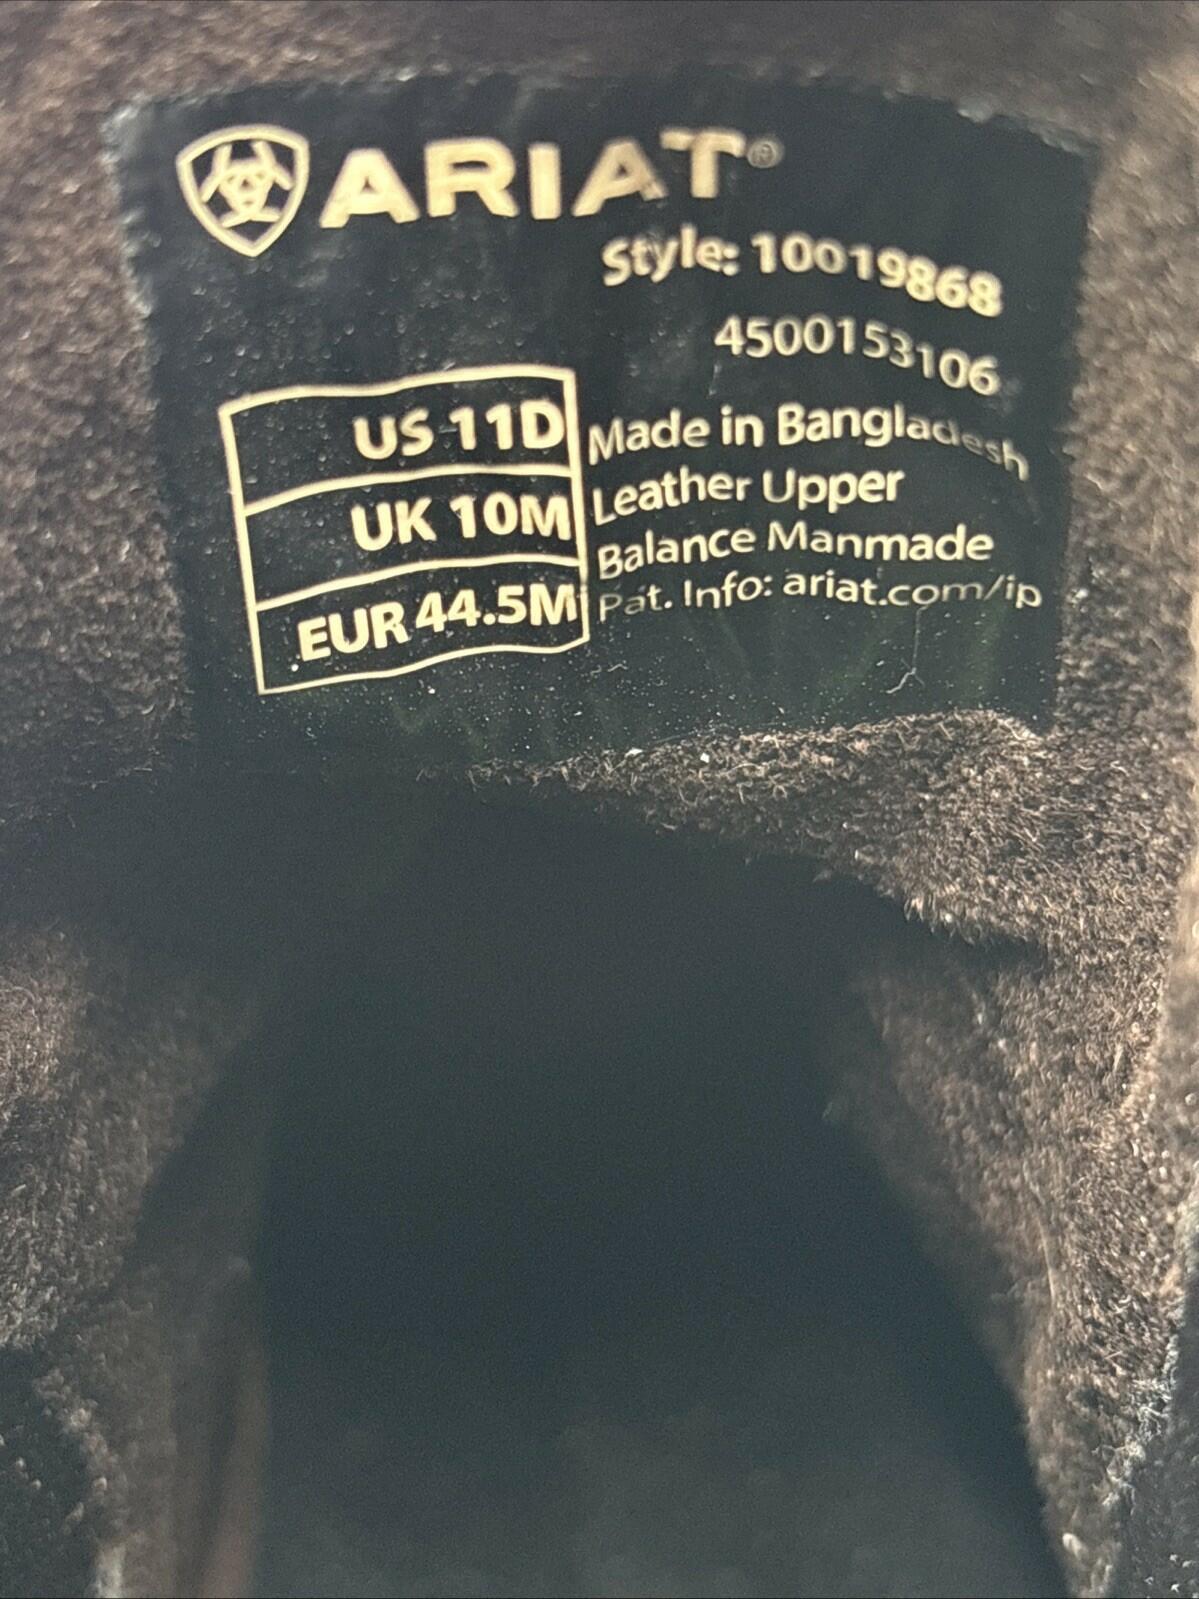 ARIAT®
Style: 10019868
4500153106
US 11D
UK 10M
EUR 44.5M
Made in Bangladesh
Leather Upper
Balance Manmade
Pat. Info: ariat.com/ip